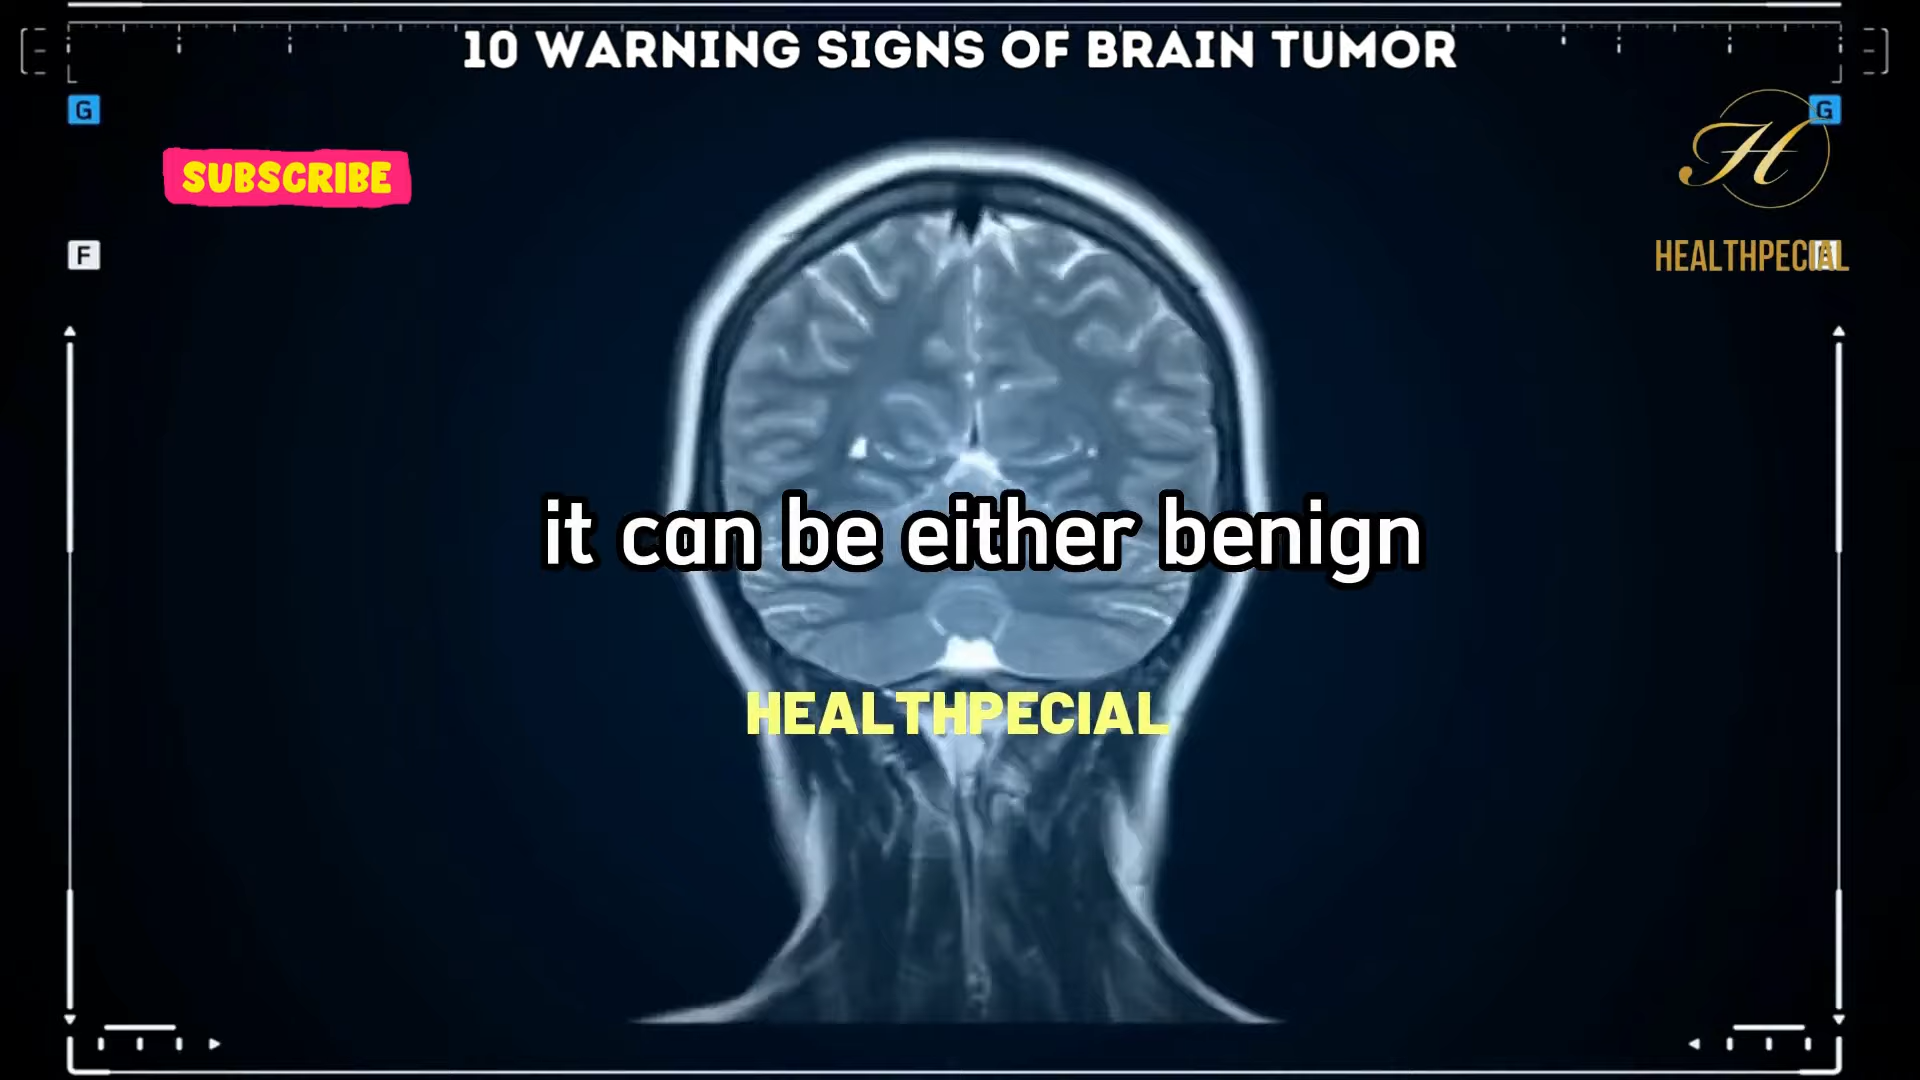 10 WARNING SIGNS OF BRAIN TUMOR
G
G
SUBSCRIBE
H
F
HEALTHPECIAL
it can be either benign
HEALTHPECIAL